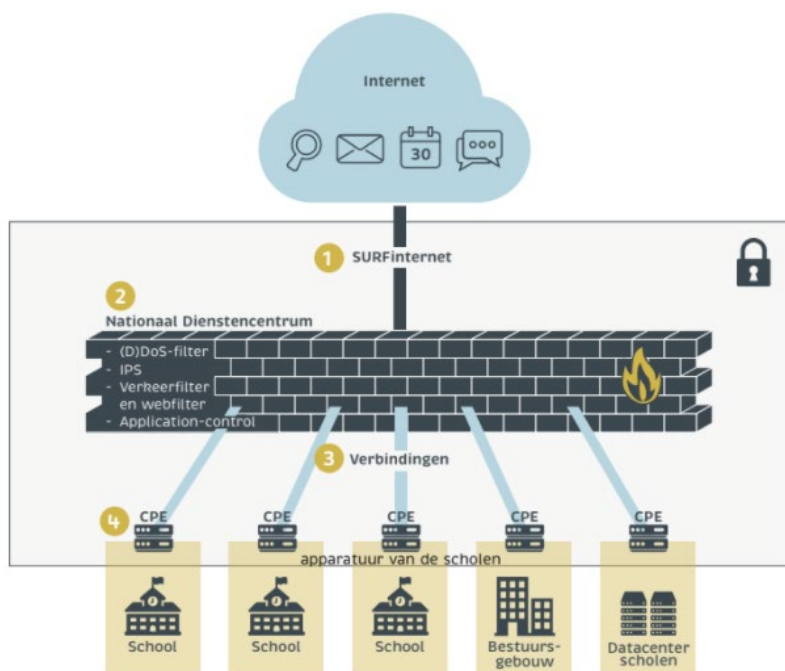 Internet
30
1 SURFinternet
2
Nationaal Dienstencentrum
- (D)DoS-filter
- IPS
- Verkeerfilter
en webfilter
- Application-control
3 Verbindingen
4 CPE CPE CPE CPE CPE
apparatuur van de scholen
School School School Bestuurs-
gebouw Datacenter
scholen